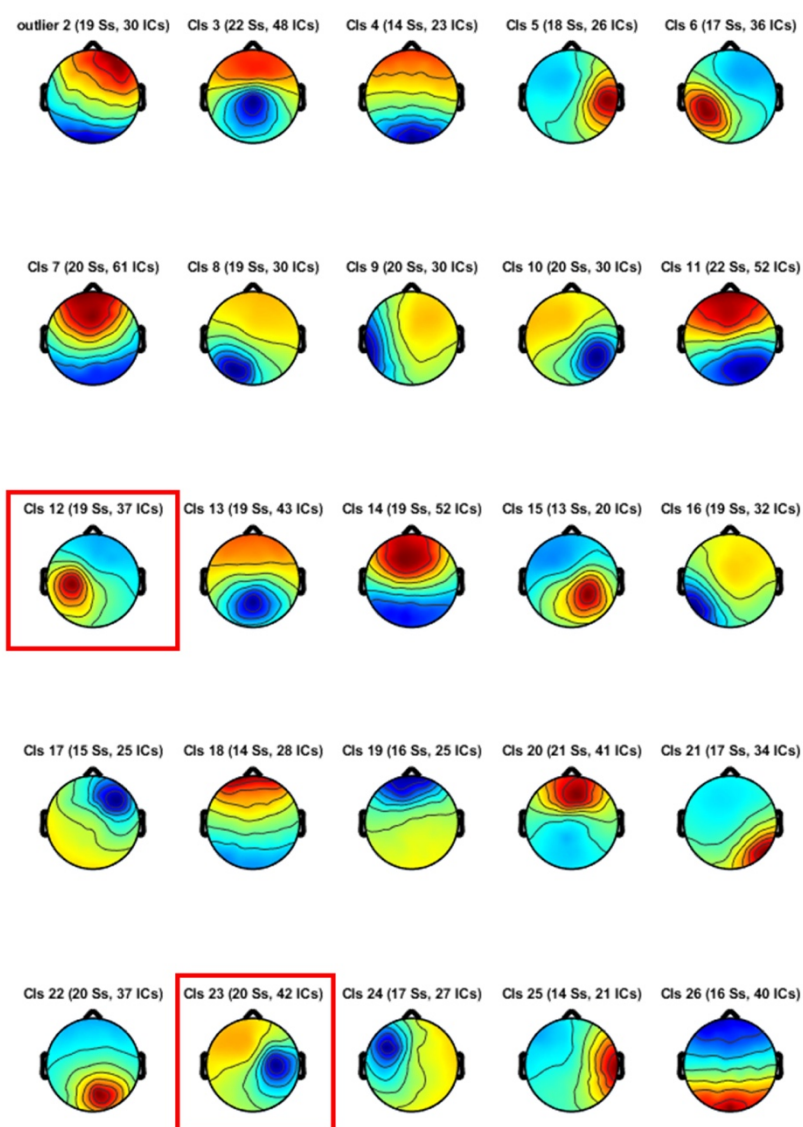 outlier 2 (19 Ss, 30 ICs) Cls 3 (22 Ss, 48 ICs) Cls 4 (14 Ss, 23 ICs) Cls 5 (18 Ss, 26 ICs) Cls 6 (17 Ss, 36 ICs)
Cls 7 (20 Ss, 61 ICs) Cls 8 (19 Ss, 30 ICs) Cls 9 (20 Ss, 30 ICs) Cls 10 (20 Ss, 30 ICs) Cls 11 (22 Ss, 52 ICs)
Cls 12 (19 Ss, 37 ICs) Cls 13 (19 Ss, 43 ICs) Cls 14 (19 Ss, 52 ICs) Cls 15 (13 Ss, 20 ICs) Cls 16 (19 Ss, 32 ICs)
Cls 17 (15 Ss, 25 ICs) Cls 18 (14 Ss, 28 ICs) Cls 19 (16 Ss, 25 ICs) Cls 20 (21 Ss, 41 ICs) Cls 21 (17 Ss, 34 ICs)
Cls 22 (20 Ss, 37 ICs) Cls 23 (20 Ss, 42 ICs) Cls 24 (17 Ss, 27 ICs) Cls 25 (14 Ss, 21 ICs) Cls 26 (16 Ss, 40 ICs)